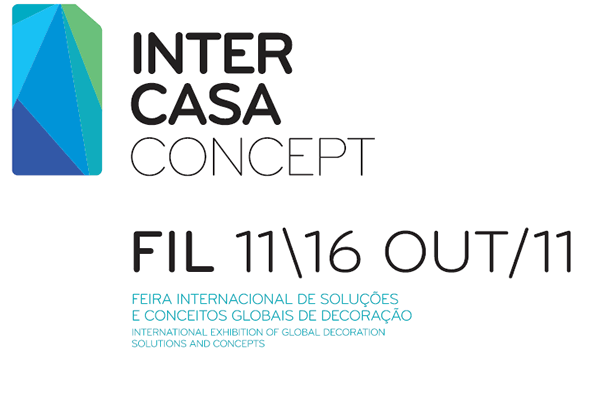 INTER
CASA
CONCEPT
FIL 11\16 OUT/11
FEIRA INTERNACIONAL DE SOLUÇÕES
E CONCEITOS GLOBAIS DE DECORAÇÃO
INTERNATIONAL EXHIBITION OF GLOBAL DECORATION
SOLUTIONS AND CONCEPTS